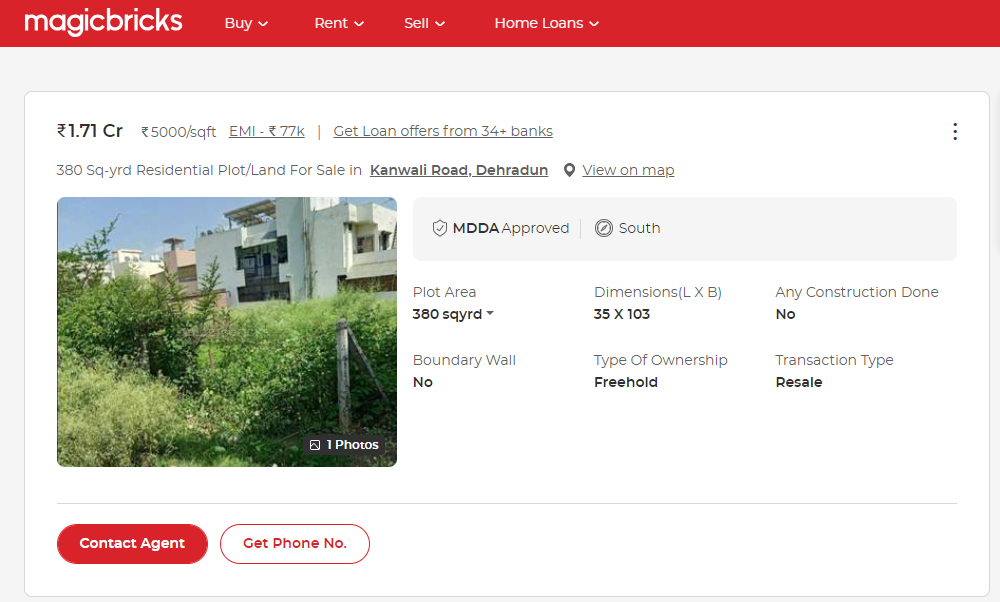 magicbricks Buy Rent Sell Home Loans
₹1.71 Cr ₹5000/sqft EMI - ₹ 77k | Get Loan offers from 34+ banks
380 Sq-yrd Residential Plot/Land For Sale in Kanwali Road, Dehradun View on map
MDDA Approved South
Plot Area Dimensions(L X B) Any Construction Done
380 sqyrd 35 X 103 No
Boundary Wall Type Of Ownership Transaction Type
No Freehold Resale
1 Photos
Contact Agent Get Phone No.